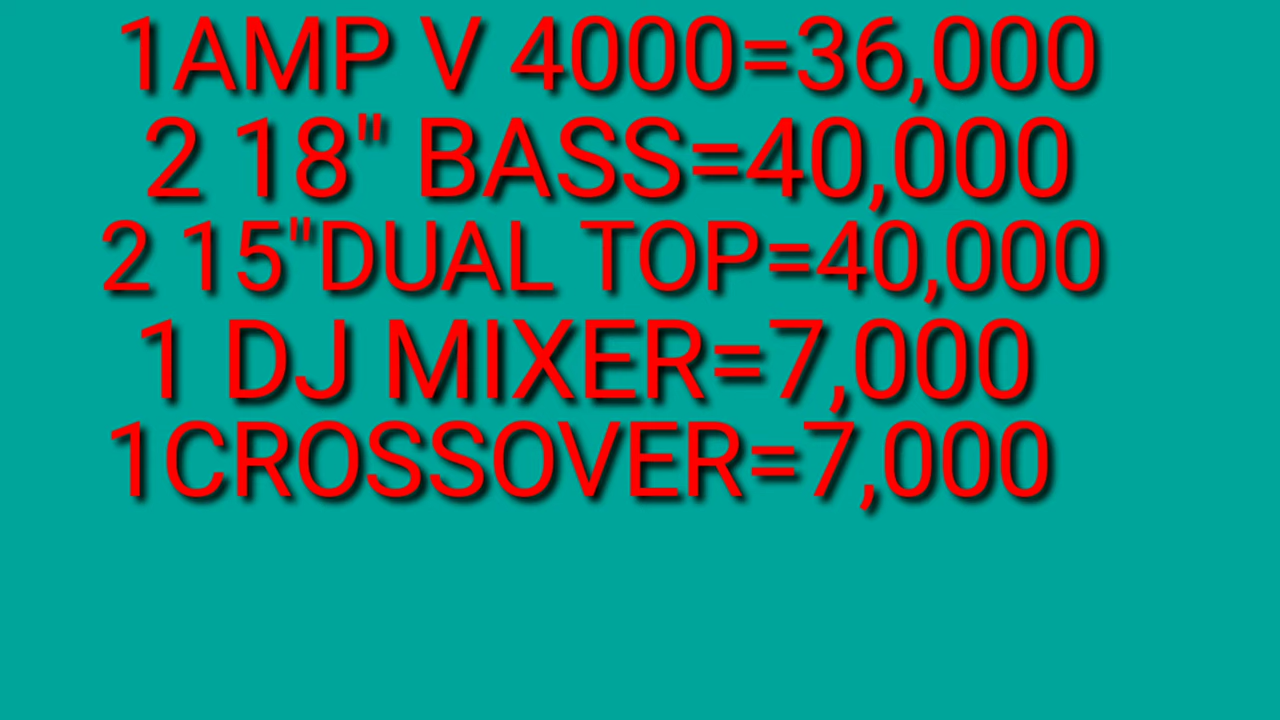 1AMP V 4000=36,000
2 18" BASS=40,000
2 15"DUAL TOP=40,000
1 DJ MIXER=7,000
1CROSSOVER=7,000